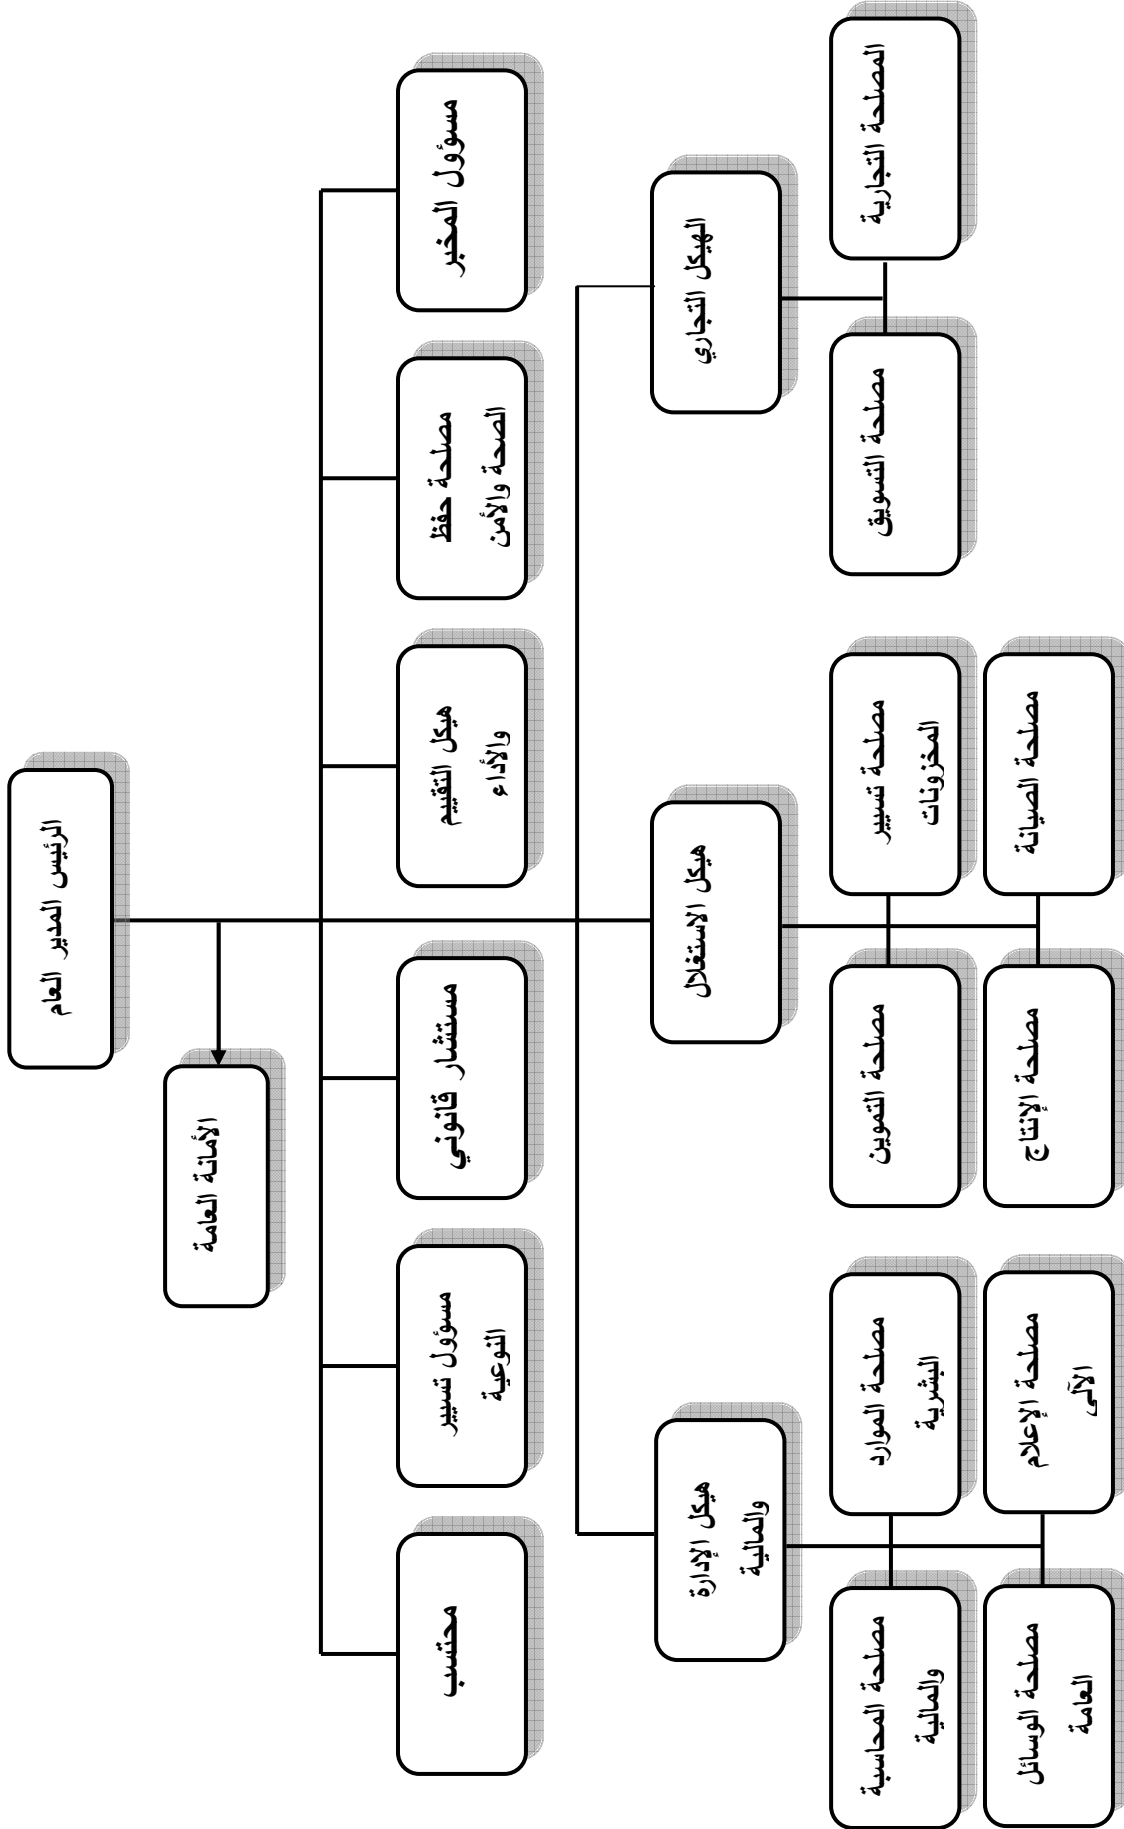 الرئيس المدير العام
الأمانة العامة
مسؤول المخبر
مصلحة حفظ
الصحة والأمن
هيكل التقييم
والأداء
مستشار قانوني
مسؤول تسيير
النوعية
محتسب
الهيكل التجاري
هيكل الاستغلال
هيكل الإدارة
والمالية
المصلحة التجارية
مصلحة التسويق
مصلحة تسيير
المخزونات
مصلحة التموين
مصلحة الموارد
البشرية
مصلحة المحاسبة
والمالية
مصلحة الصيانة
مصلحة الإنتاج
مصلحة الإعلام
الآلى
مصلحة الوسائل
العامة